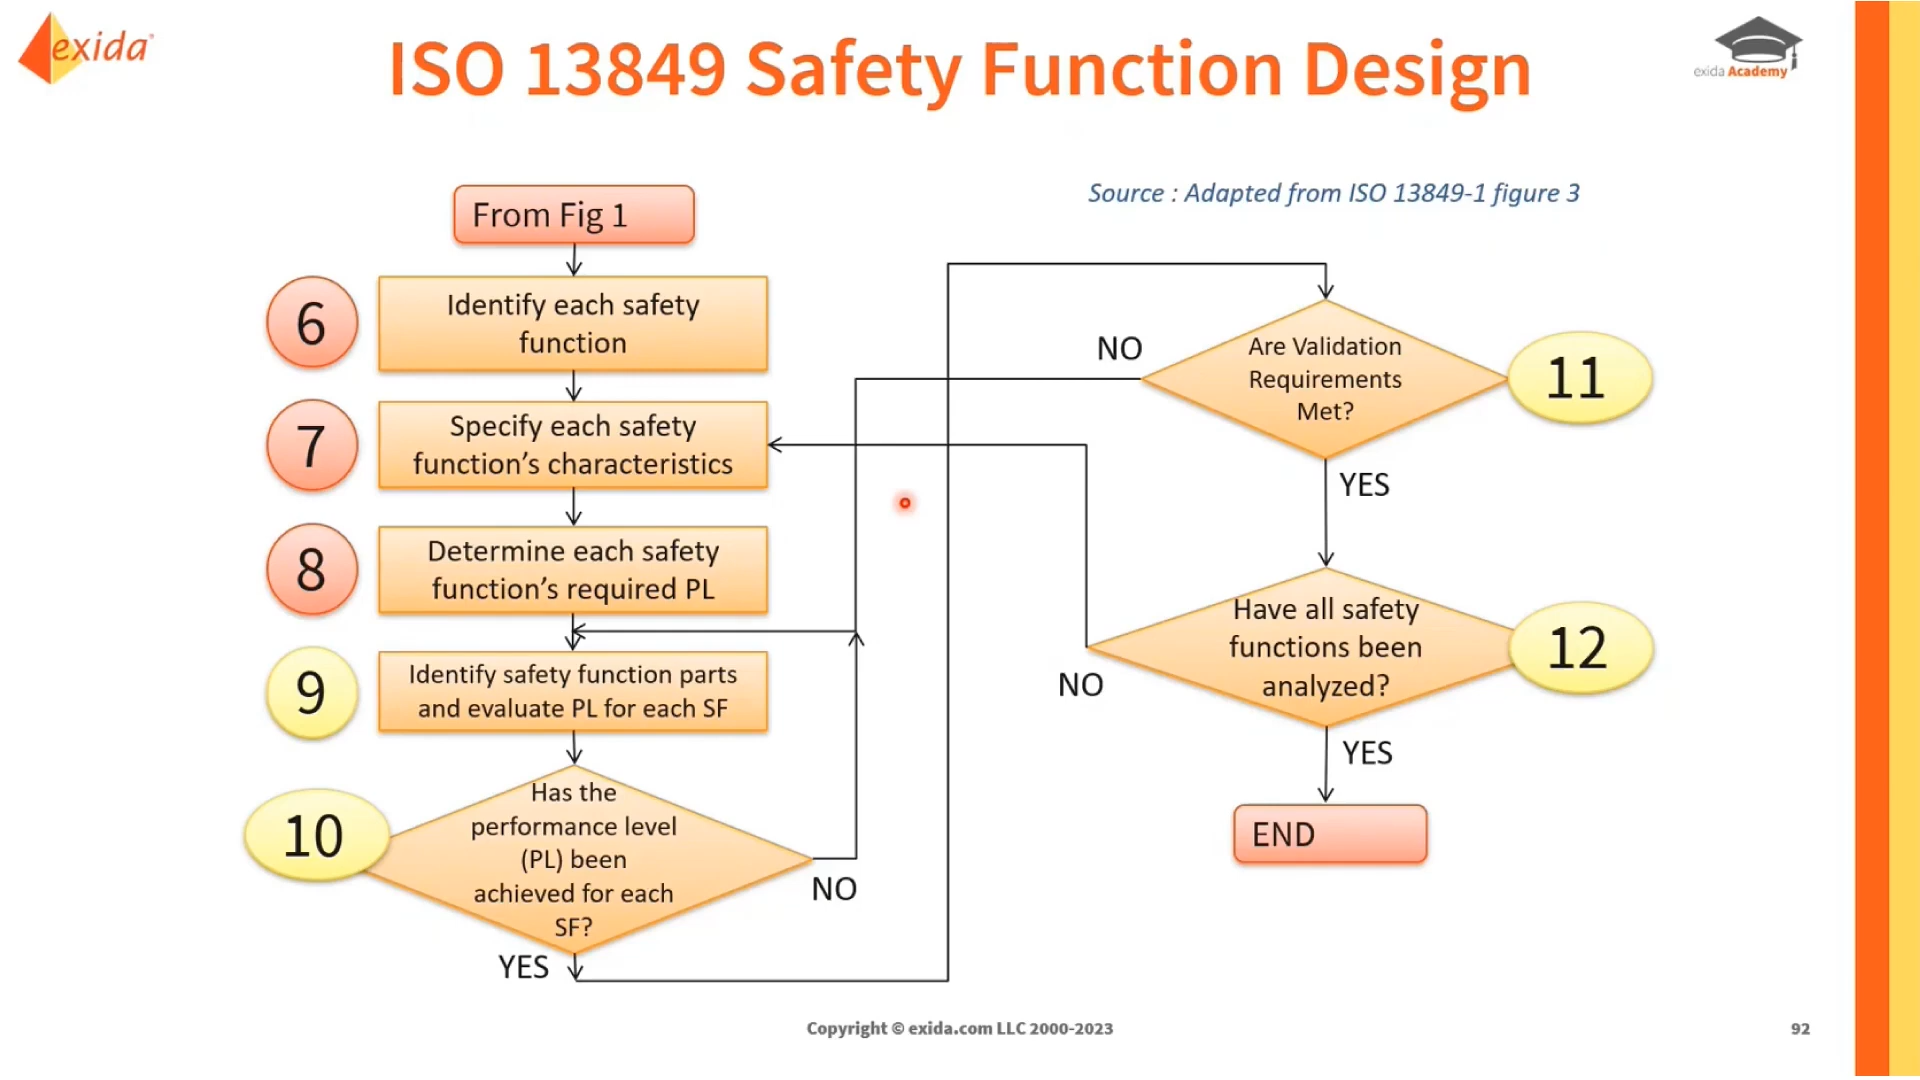 exida
ISO 13849 Safety Function Design
exida Academy
Source : Adapted from ISO 13849-1 figure 3
From Fig 1
6
Identify each safety
function
7
Specify each safety
function’s characteristics
8
Determine each safety
function’s required PL
9
Identify safety function parts
and evaluate PL for each SF
10
Has the
performance level
(PL) been
achieved for each
SF?
NO
YES
NO
Are Validation
Requirements
Met?
11
YES
Have all safety
functions been
analyzed?
12
NO
YES
END
Copyright © exida.com LLC 2000-2023
92